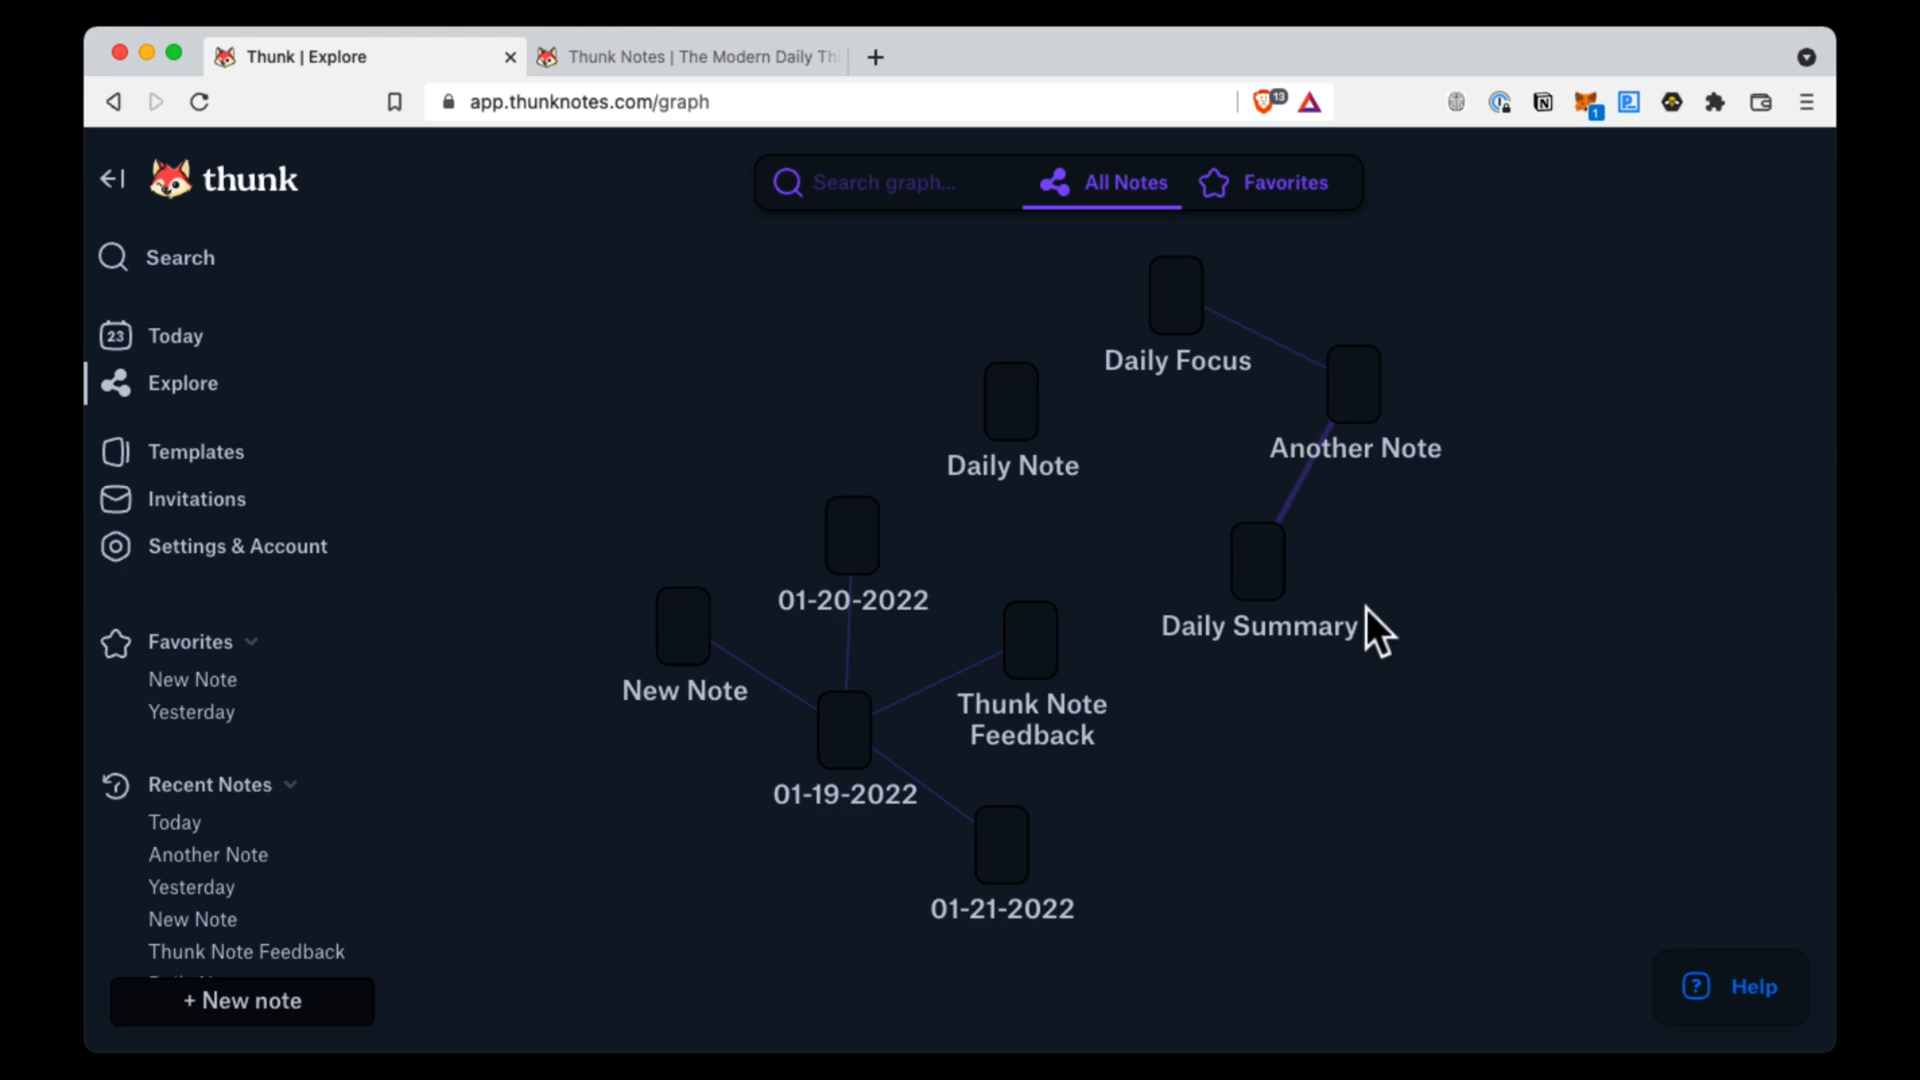 Thunk | Explore
Thunk Notes | The Modern Daily Th
app.thunknotes.com/graph
13
1
thunk
Search graph...
All Notes
Favorites
Search
23
Today
Explore
Templates
Invitations
Settings & Account
Favorites
New Note
Yesterday
Recent Notes
Today
Another Note
Yesterday
New Note
Thunk Note Feedback
+ New note
Daily Focus
Another Note
Daily Note
Daily Summary
01-20-2022
New Note
Thunk Note
Feedback
01-19-2022
01-21-2022
? Help